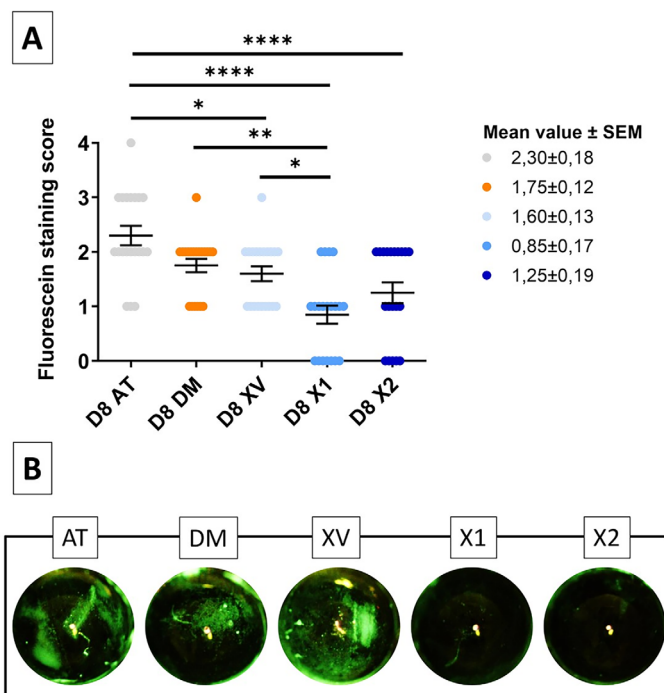 A
****
****
*
**
*
Fluorescein staining score
4
3
2
1
0
D8 AT
D8 DM
D8 XV
D8 X1
D8 X2
Mean value ± SEM
2,30±0,18
1,75±0,12
1,60±0,13
0,85±0,17
1,25±0,19
B
AT
DM
XV
X1
X2